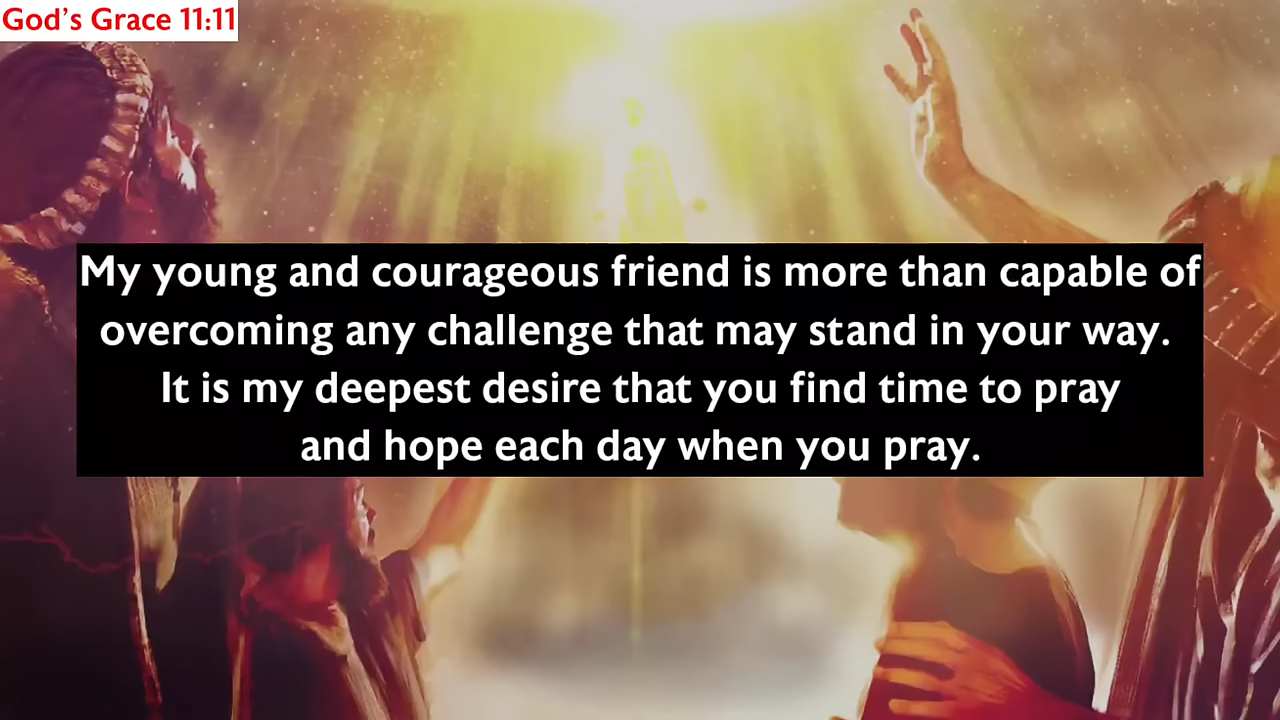 God's Grace 11:11
My young and courageous friend is more than capable of
overcoming any challenge that may stand in your way.
It is my deepest desire that you find time to pray
and hope each day when you pray.